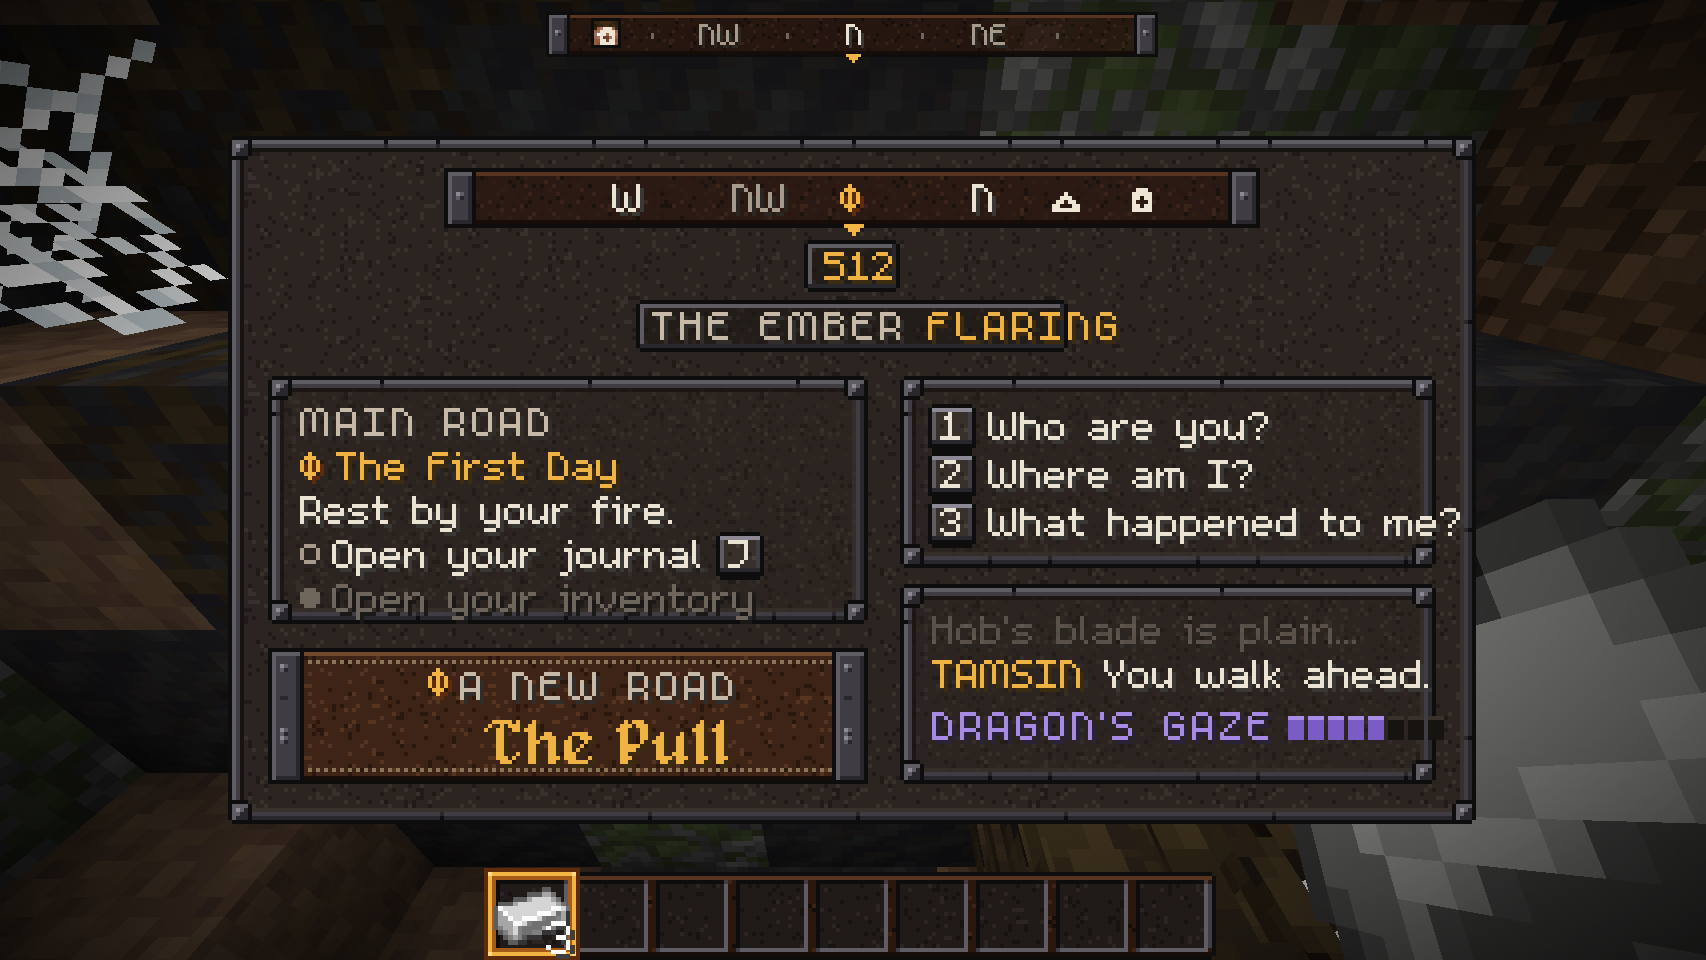 NW N NE
W NW N
512
THE EMBER FLARING
MAIN ROAD
The First Day
Rest by your fire.
Open your journal J
Open your inventory
A NEW ROAD
The Pull
1 Who are you?
2 Where am I?
3 What happened to me?
Hob's blade is plain...
TAMSIN You walk ahead.
DRAGON'S GAZE
3